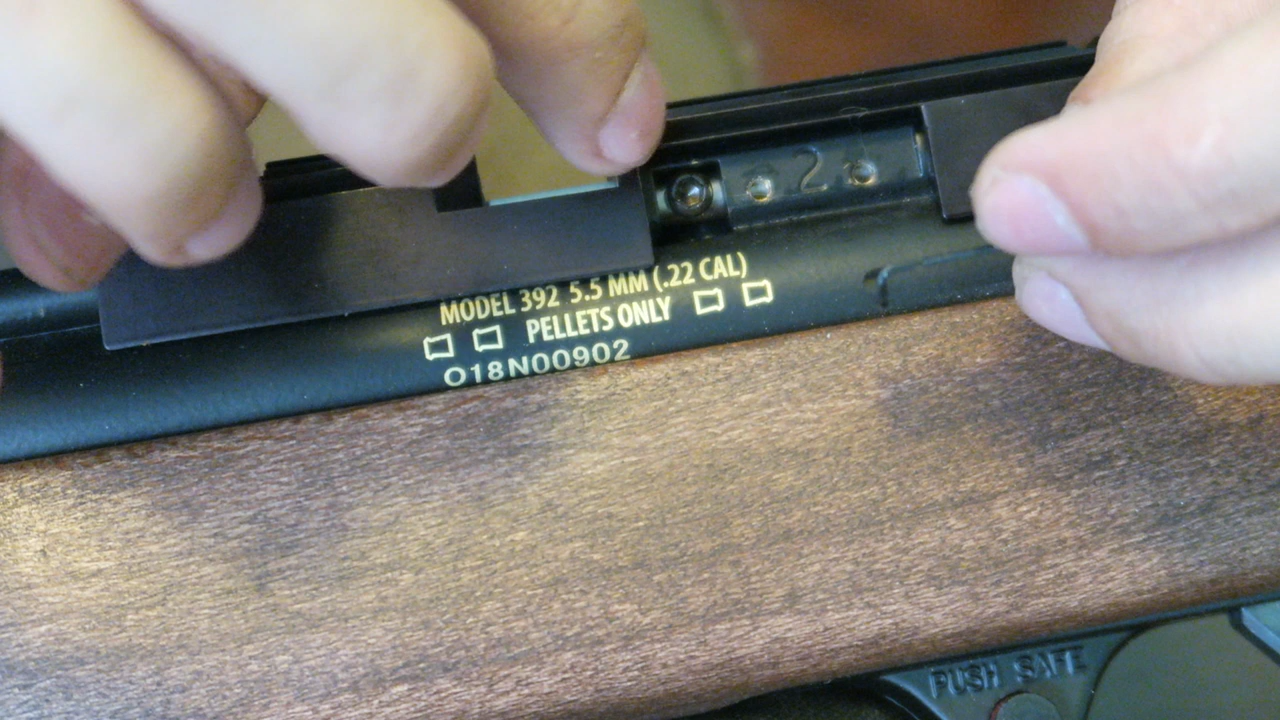 2
MODEL 392 5.5 MM (.22 CAL)
PELLETS ONLY
O18N00902
PUSH SAFE